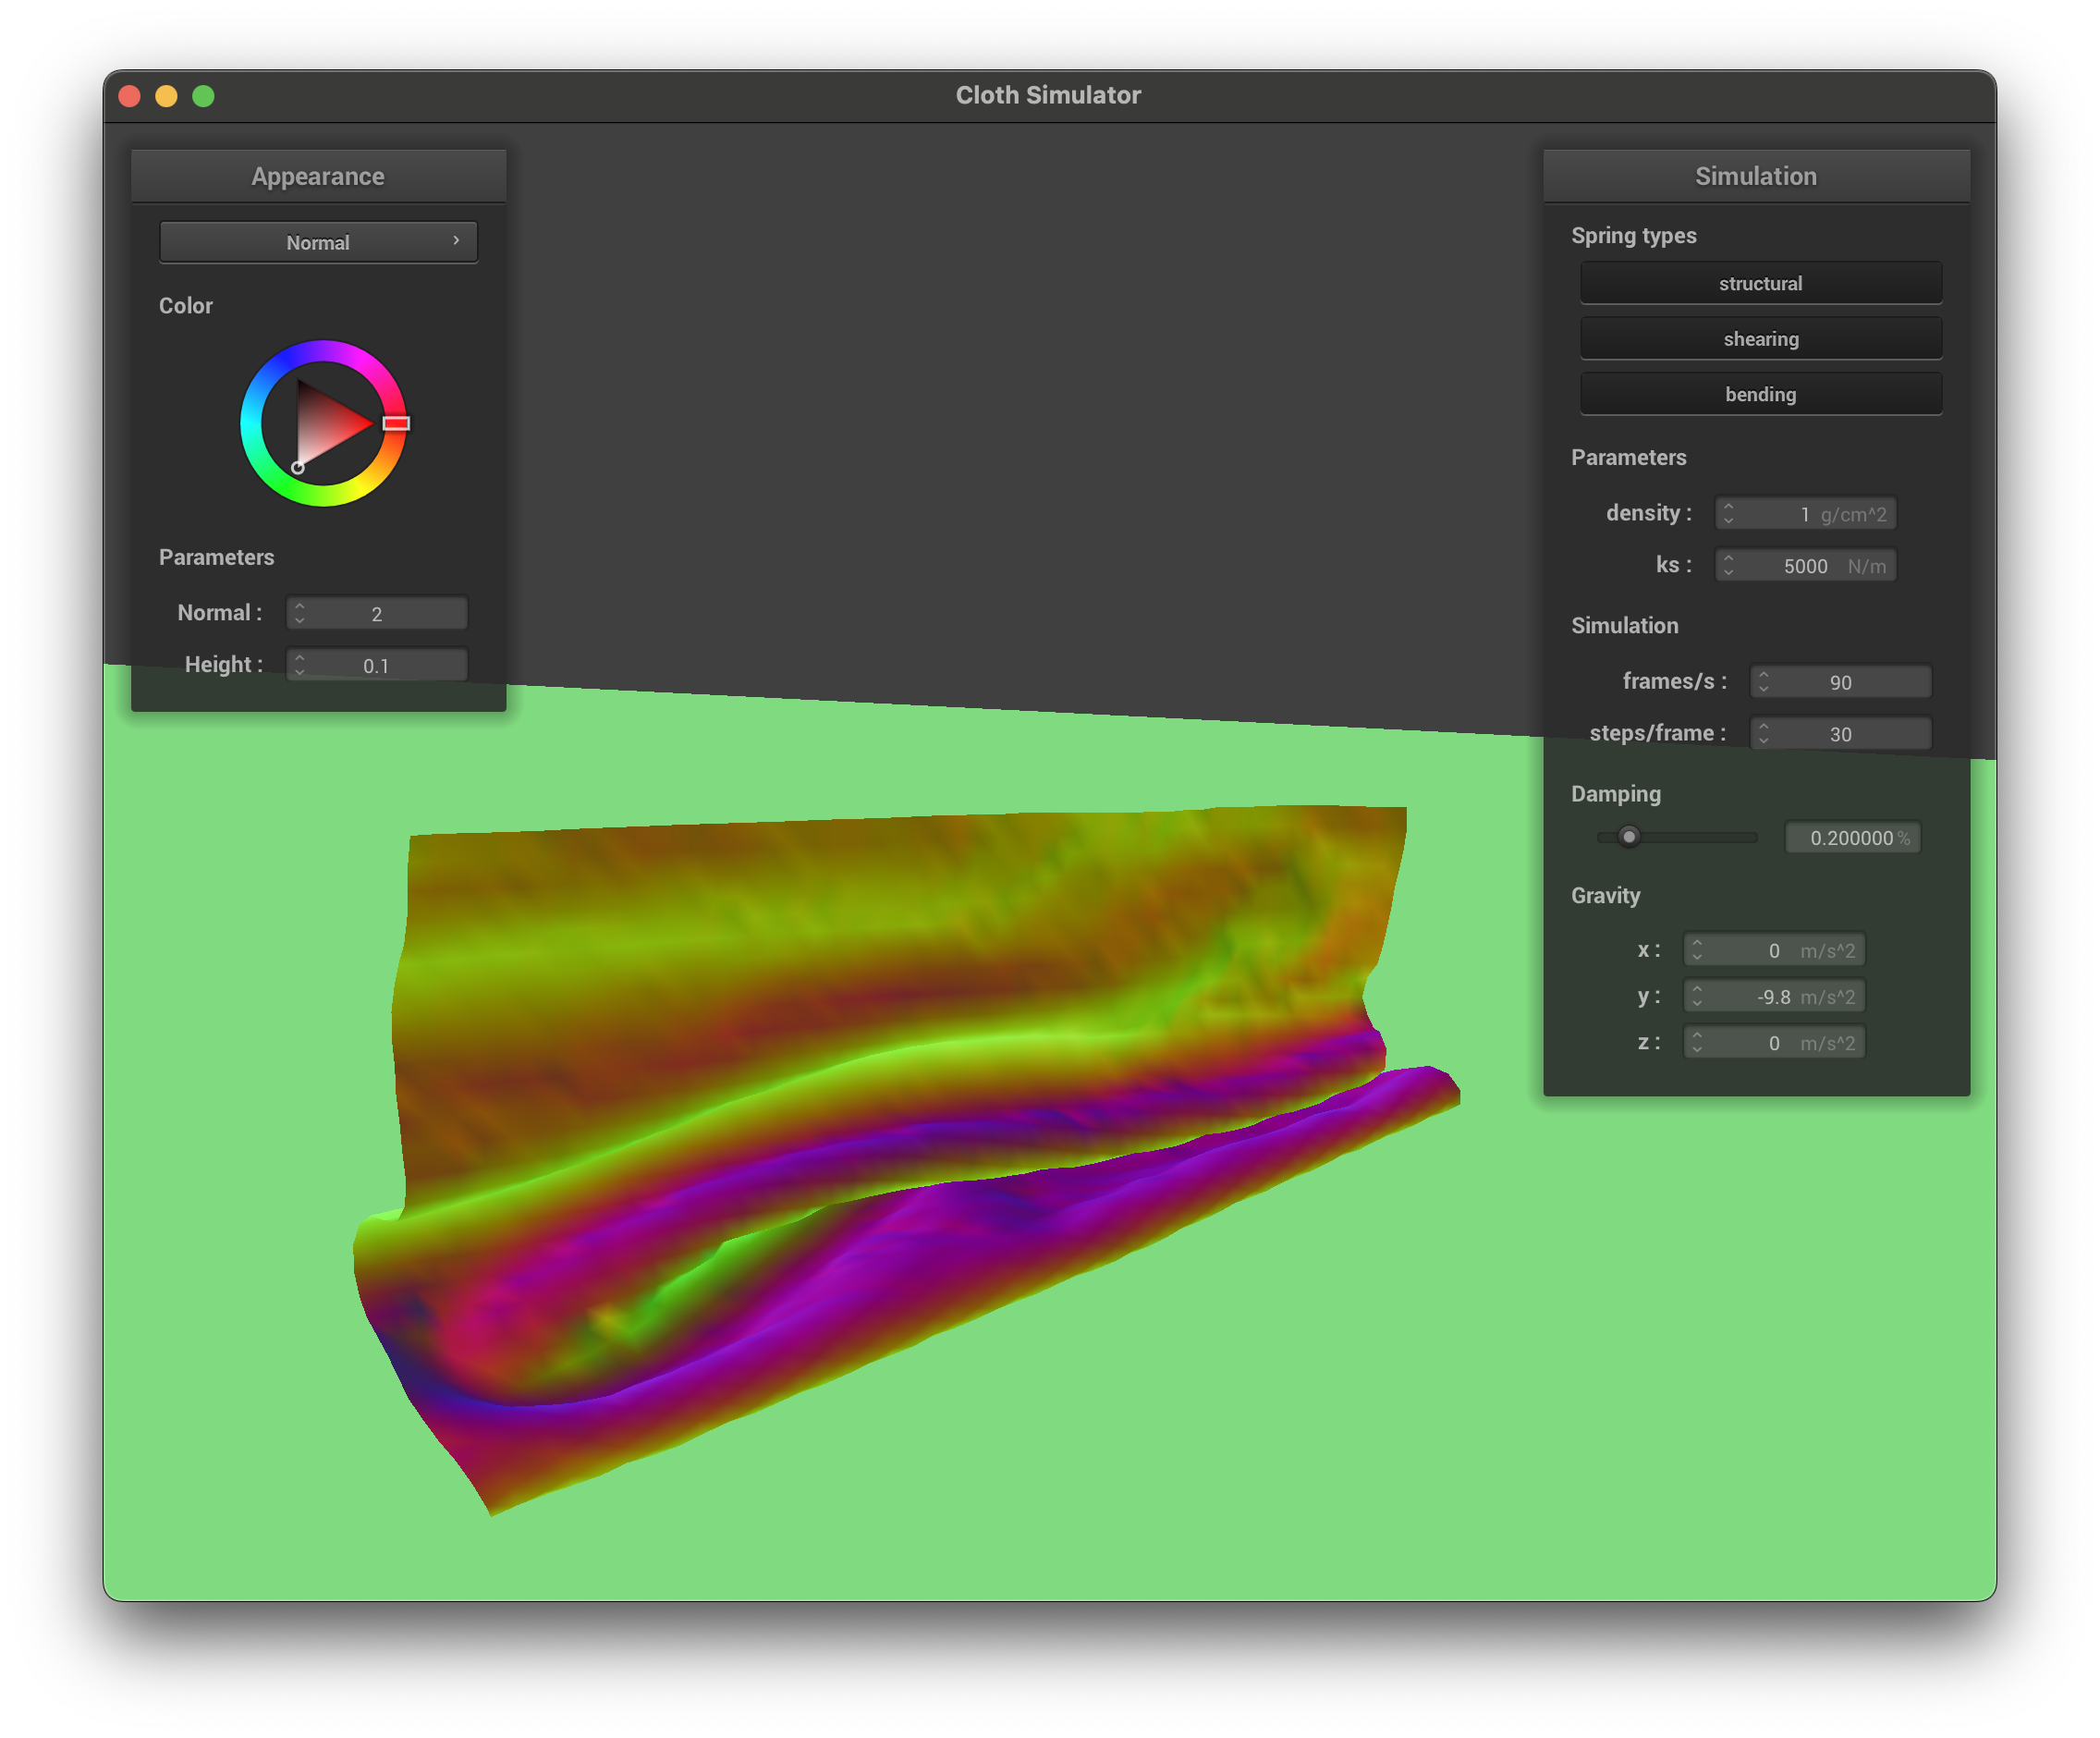 Cloth Simulator
Appearance
Normal
Color
Parameters
Normal : 2
Height : 0.1
Simulation
Spring types
structural
shearing
bending
Parameters
density : 1 g/cm^2
ks : 5000 N/m
Simulation
frames/s : 90
steps/frame : 30
Damping
0.200000 %
Gravity
x : 0 m/s^2
y : -9.8 m/s^2
z : 0 m/s^2